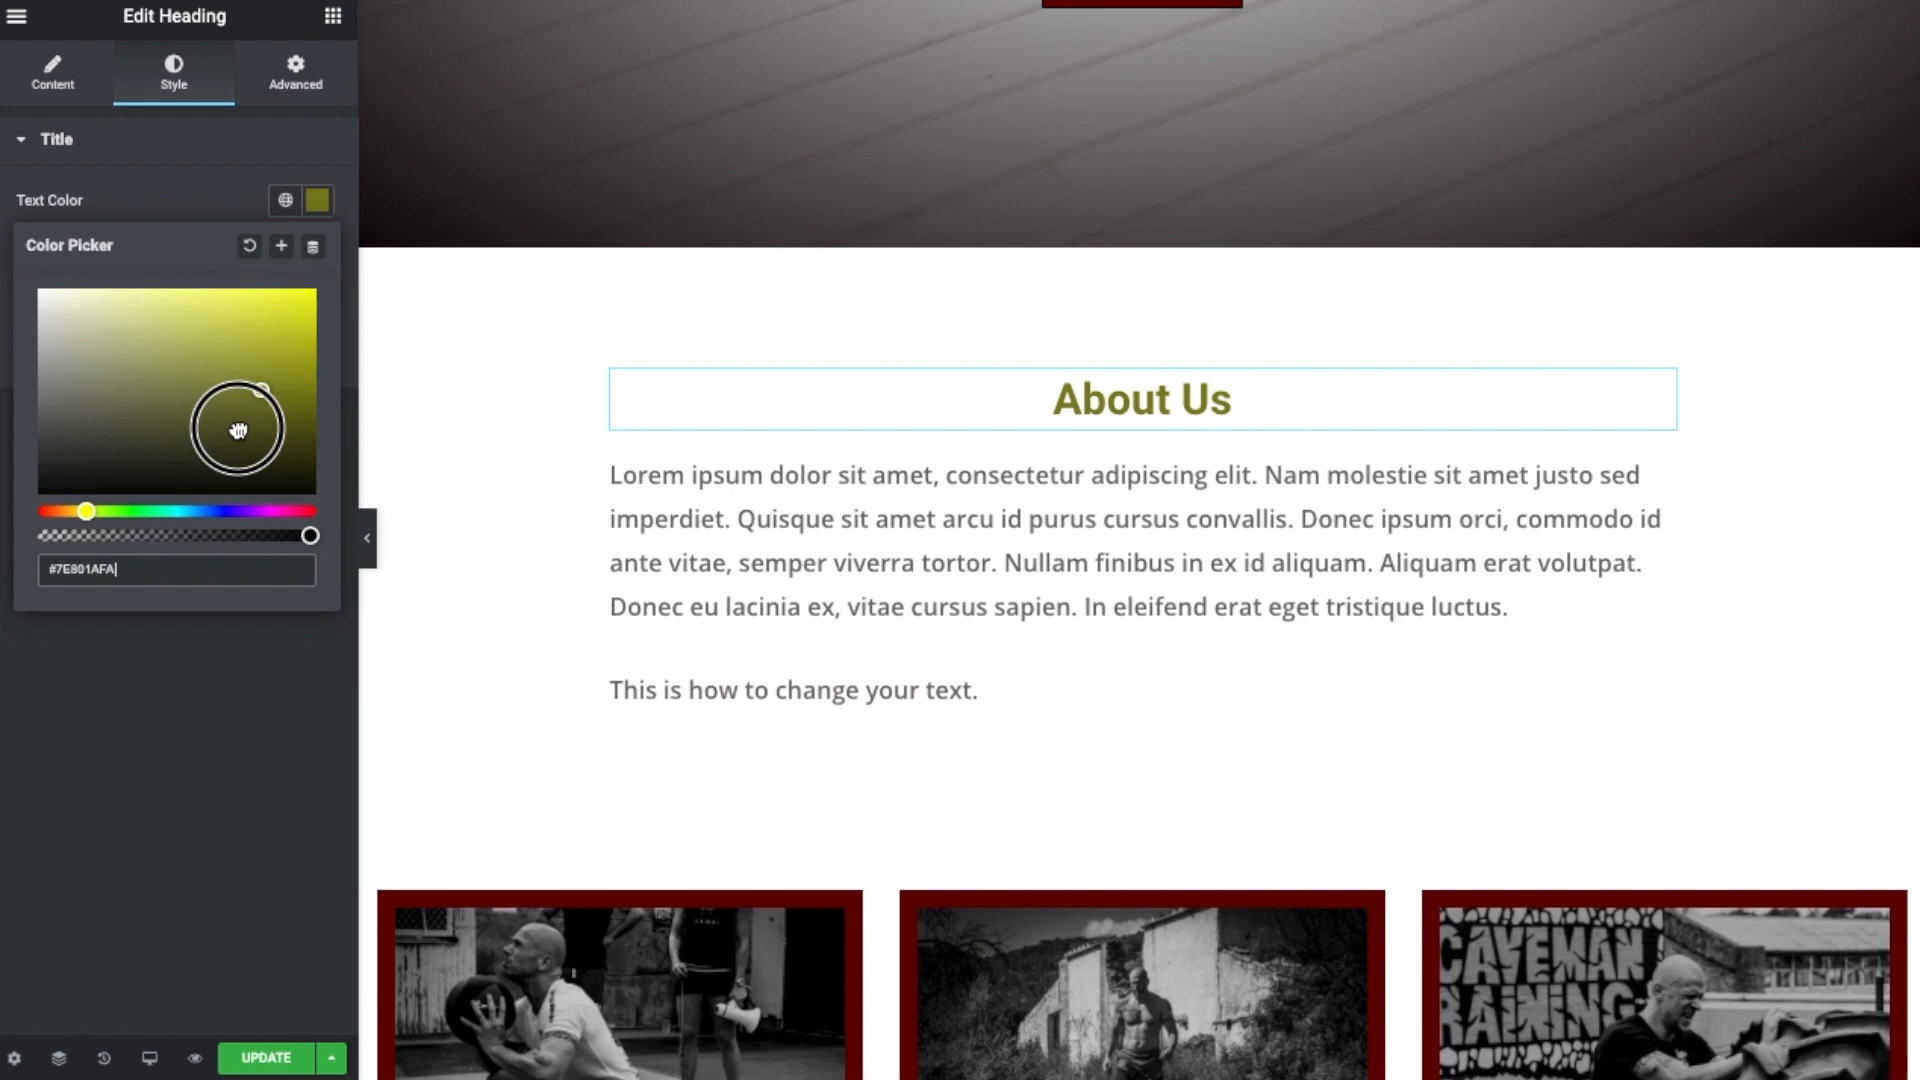 Edit Heading
Content
Style
Advanced
Title
Text Color
Color Picker
#7E801AFA
UPDATE
About Us
Lorem ipsum dolor sit amet, consectetur adipiscing elit. Nam molestie sit amet justo sed
imperdiet. Quisque sit amet arcu id purus cursus convallis. Donec ipsum orci, commodo id
ante vitae, semper viverra tortor. Nullam finibus in ex id aliquam. Aliquam erat volutpat.
Donec eu lacinia ex, vitae cursus sapien. In eleifend erat eget tristique luctus.
This is how to change your text.
CAVEMAN
RAINING